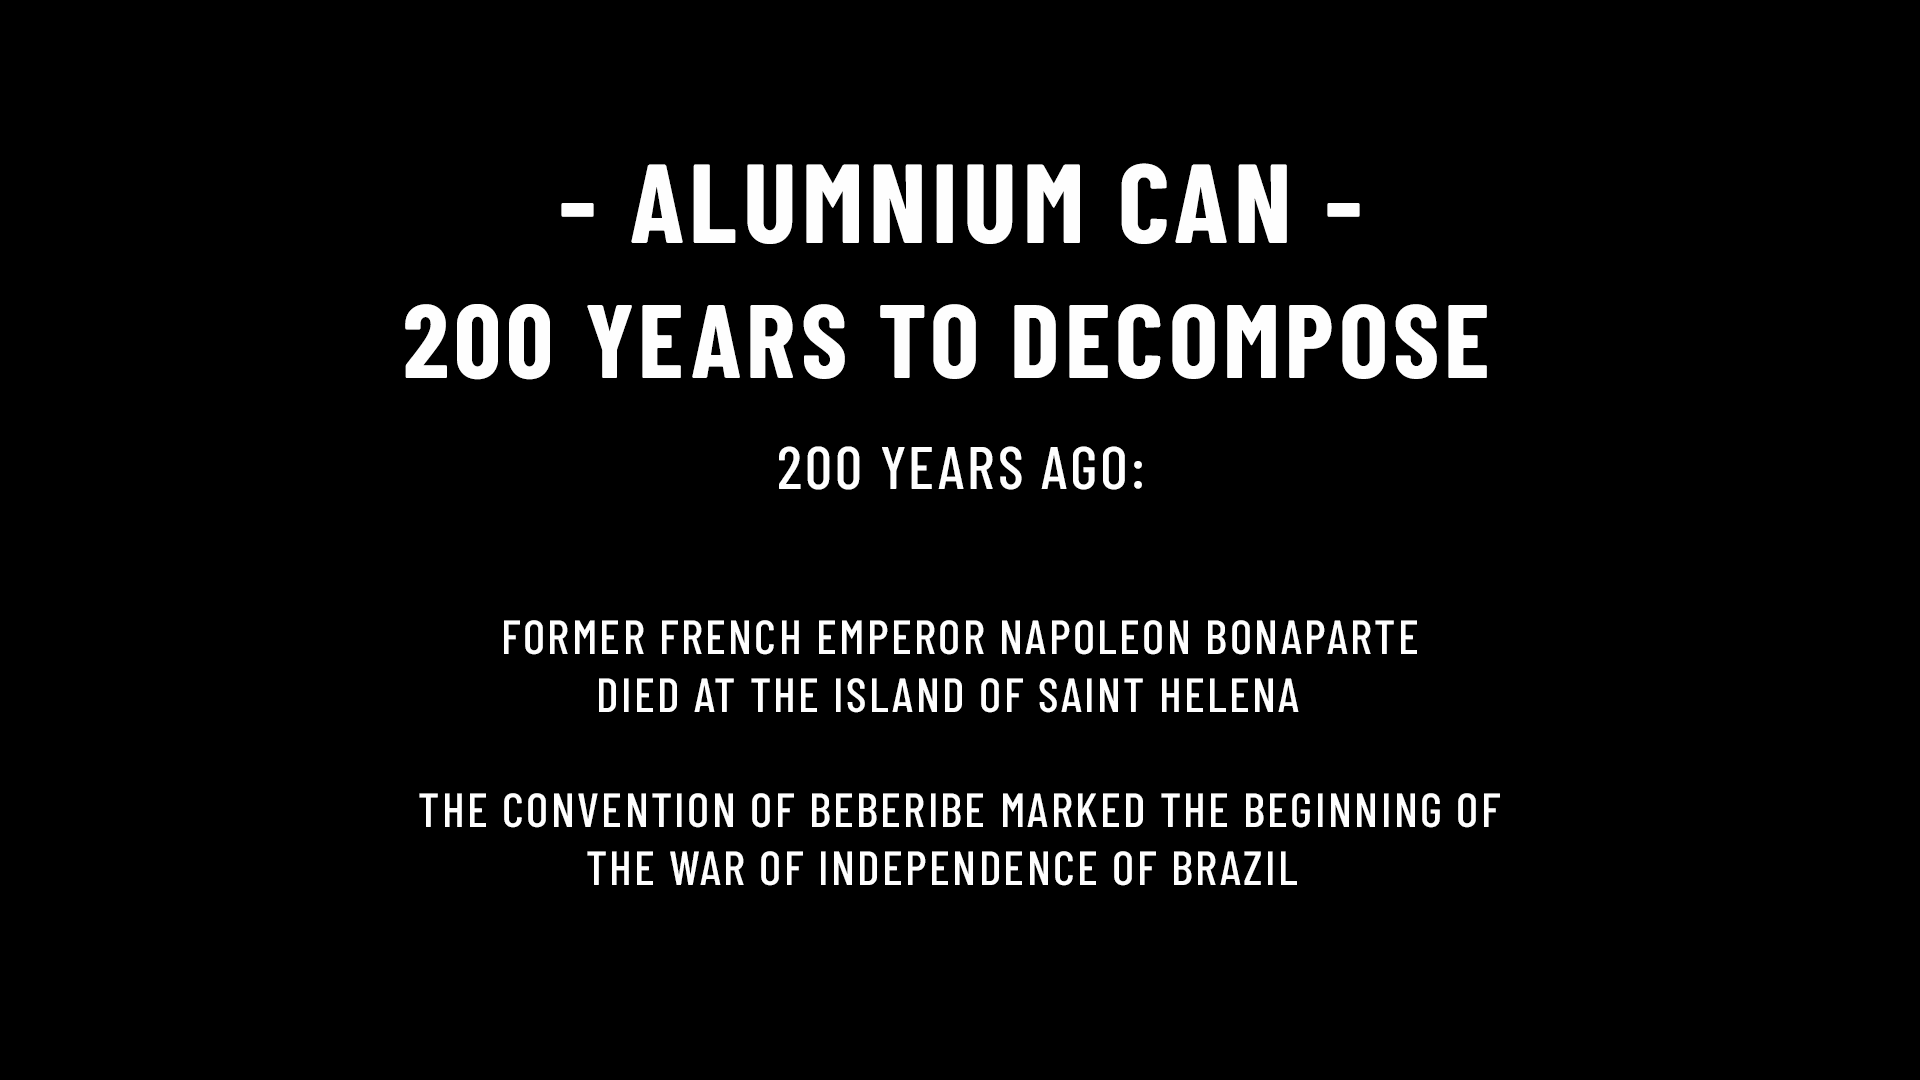 - ALUMNIUM CAN -
200 YEARS TO DECOMPOSE
200 YEARS AGO:
FORMER FRENCH EMPEROR NAPOLEON BONAPARTE
DIED AT THE ISLAND OF SAINT HELENA
THE CONVENTION OF BEBERIBE MARKED THE BEGINNING OF
THE WAR OF INDEPENDENCE OF BRAZIL